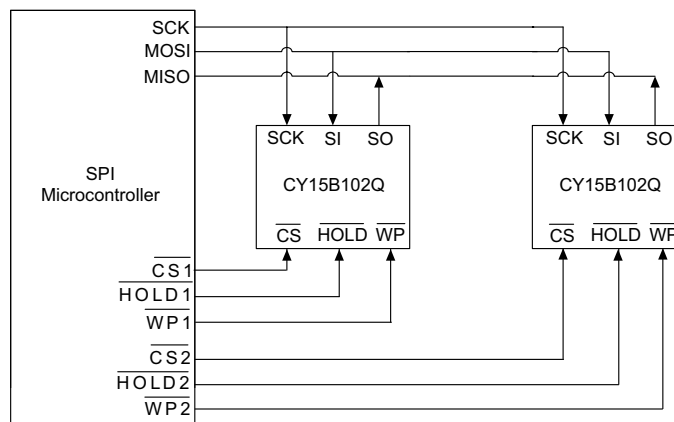 SCK
MOSI
MISO
SCK SI SO
SCK SI SO
SPI
Microcontroller
CY15B102Q
CY15B102Q
CS HOLD WP
CS HOLD WP
CS1
HOLD1
WP1
CS2
HOLD2
WP2